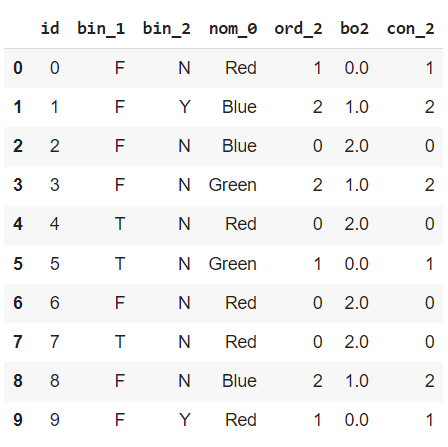 id bin_1 bin_2 nom_0 ord_2 bo2 con_2
0 0 F N Red 1 0.0 1
1 1 F Y Blue 2 1.0 2
2 2 F N Blue 0 2.0 0
3 3 F N Green 2 1.0 2
4 4 T N Red 0 2.0 0
5 5 T N Green 1 0.0 1
6 6 F N Red 0 2.0 0
7 7 T N Red 0 2.0 0
8 8 F N Blue 2 1.0 2
9 9 F Y Red 1 0.0 1